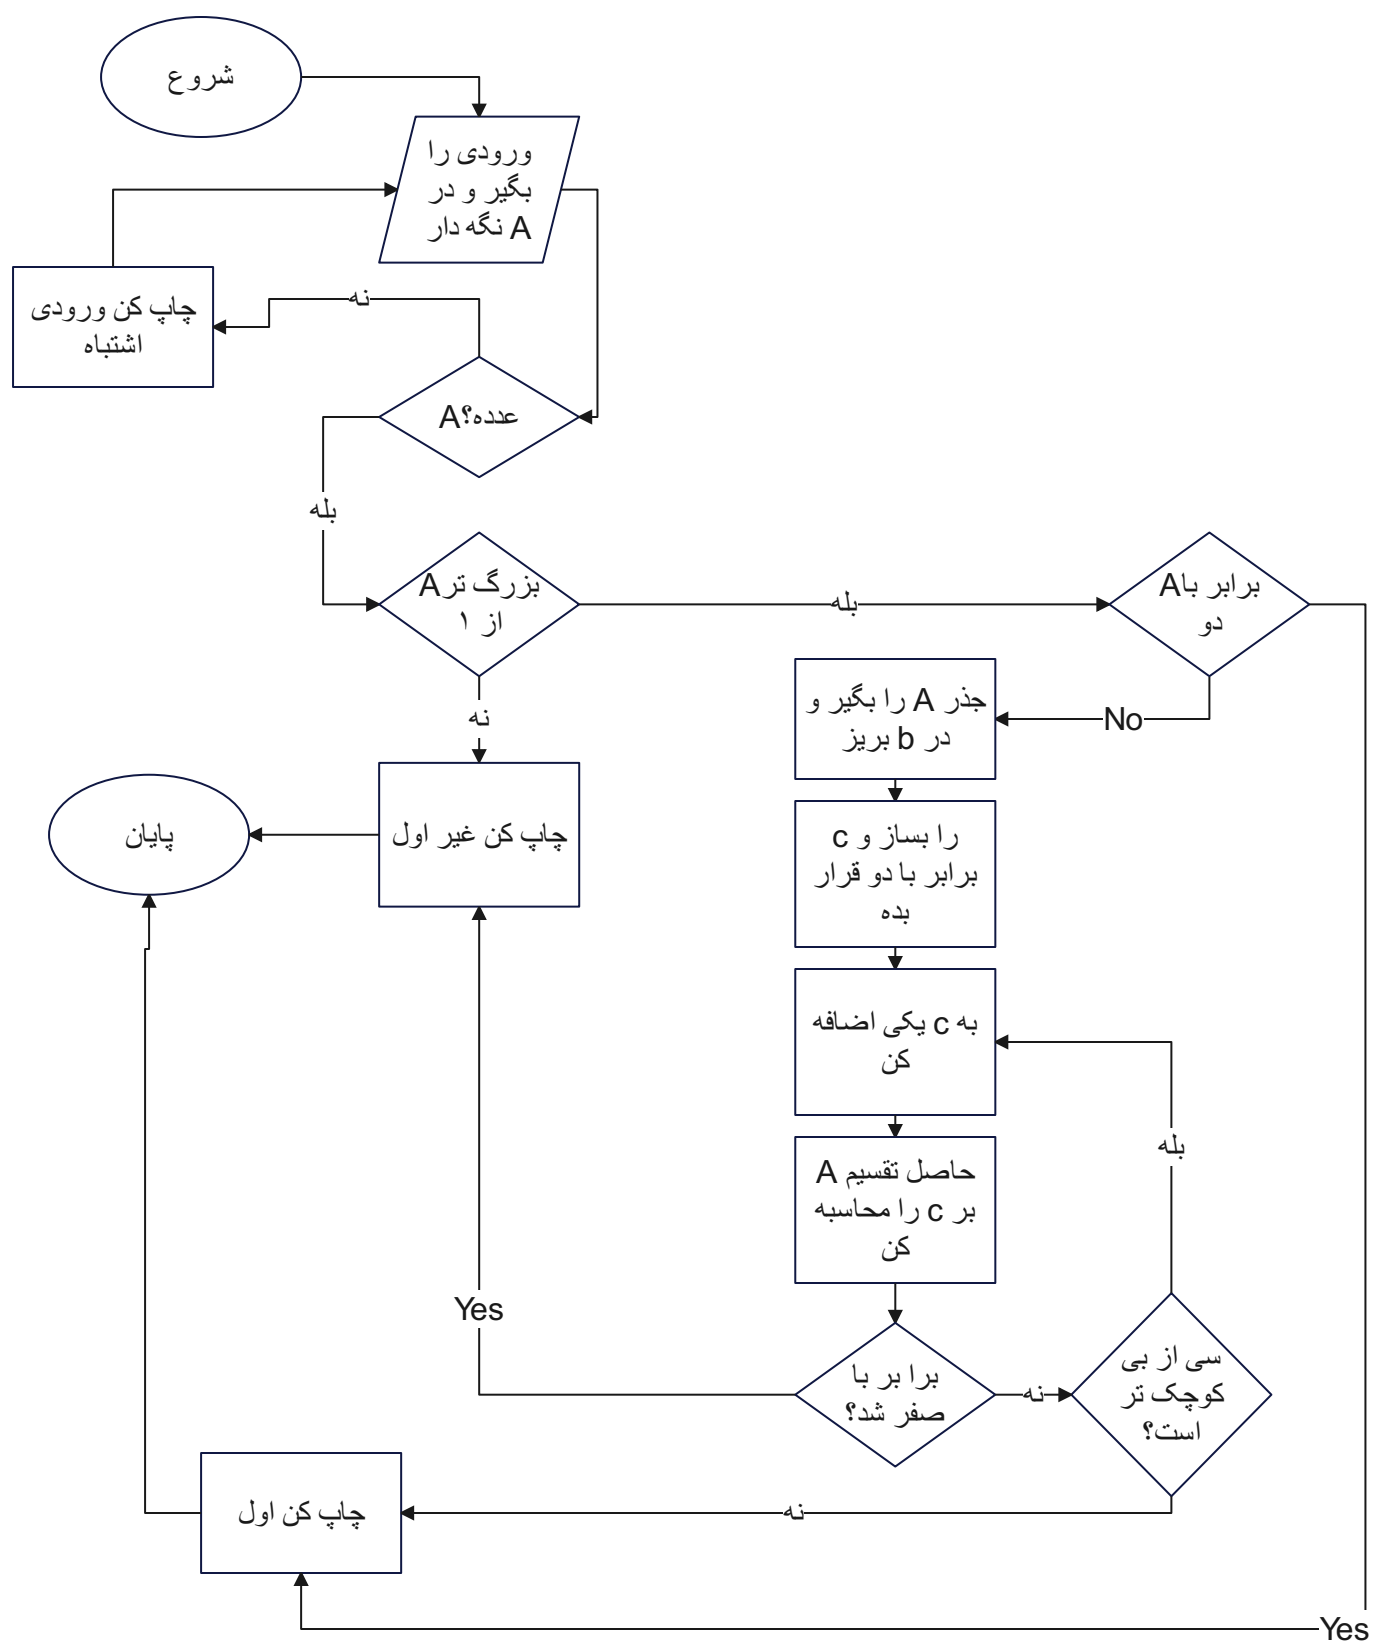 شروع
ورودی را
بگیر و در
A نگه دار
چاپ کن ورودی
اشتباه
نه
A عدده؟
بله
A بزرگ تر
از ۱
بله
A برابر با
دو
نه
No
جذر A را بگیر و
در b بریز
چاپ کن غیر اول
پایان
c را بساز و
برابر با دو قرار
بده
به c یکی اضافه
کن
بله
حاصل تقسیم A
بر c را محاسبه
کن
Yes
برا بر با
صفر شد؟
نه
سی از بی
کوچک تر
است؟
چاپ کن اول
نه
Yes